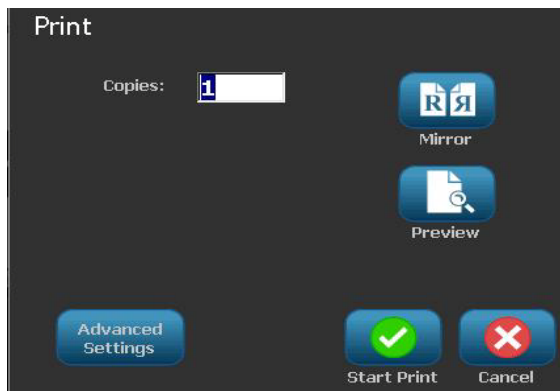 Print
Copies: 1
R Я
Mirror
Preview
Advanced
Settings
Start Print
Cancel